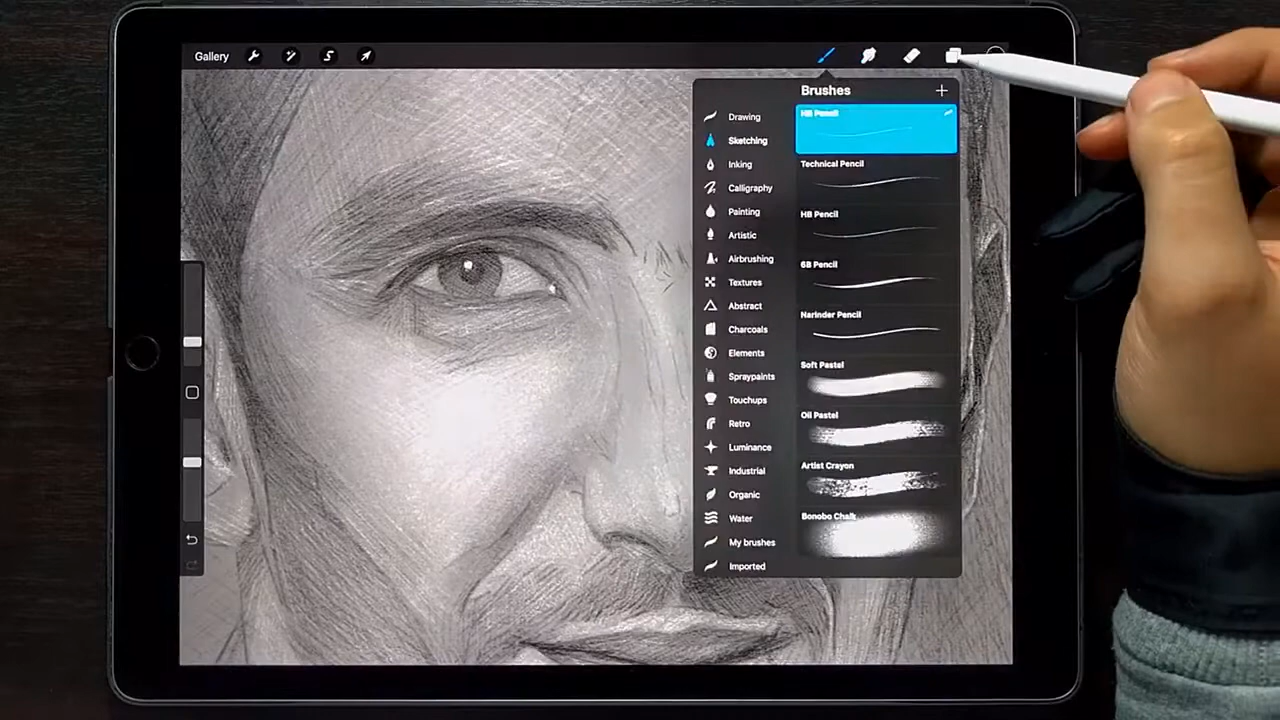 Gallery
Brushes
Drawing
Sketching
Inking
Calligraphy
Painting
Artistic
Airbrushing
Textures
Abstract
Charcoals
Elements
Spraypaints
Touchups
Retro
Luminance
Industrial
Organic
Water
My brushes
Imported
HB Pencil
Technical Pencil
HB Pencil
6B Pencil
Narinder Pencil
Soft Pastel
Oil Pastel
Artist Crayon
Bonobo Chalk